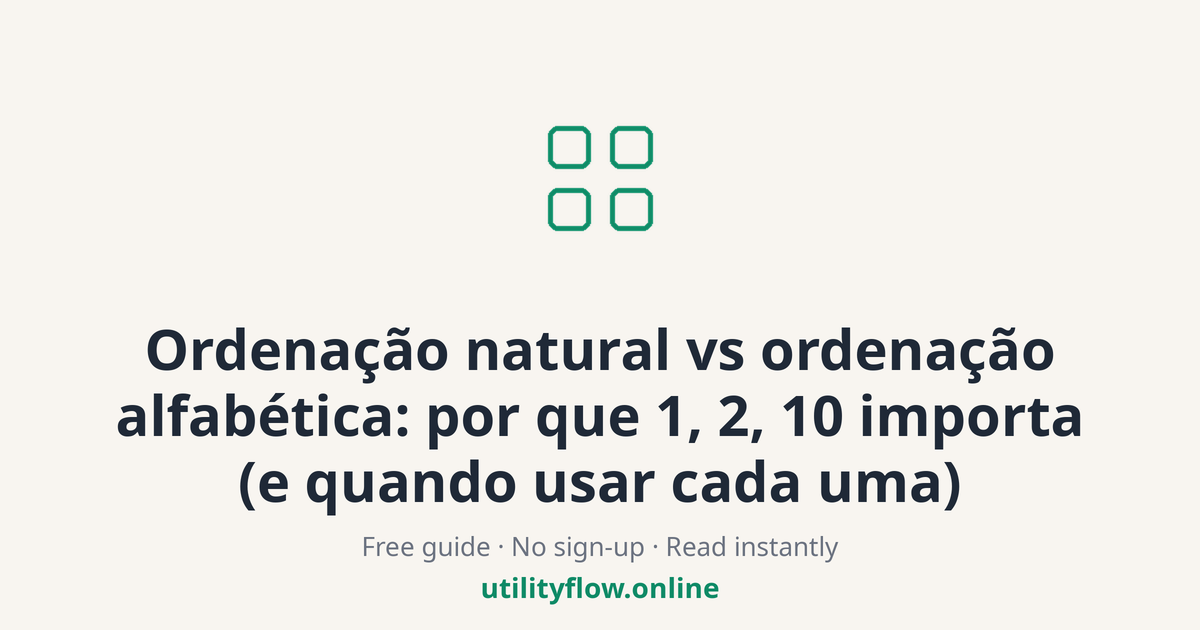 Ordenação natural vs ordenação
alfabética: por que 1, 2, 10 importa
(e quando usar cada uma)
Free guide · No sign-up · Read instantly
utilityflow.online